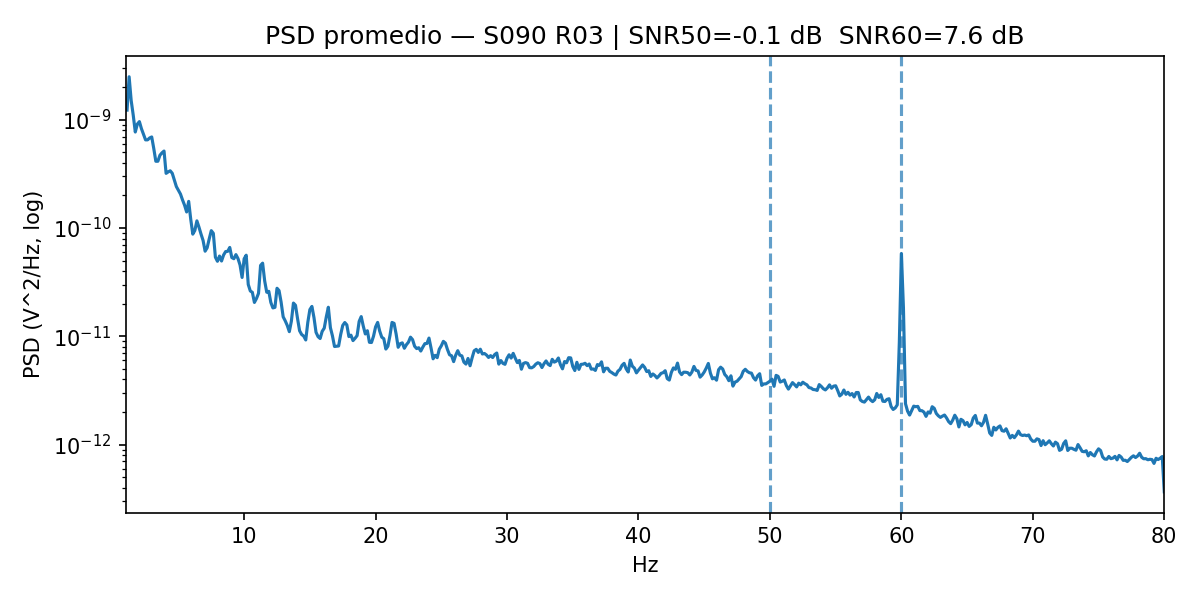 PSD promedio — S090 R03 | SNR50=-0.1 dB  SNR60=7.6 dB
PSD (V^2/Hz, log)
10⁻⁹
10⁻¹⁰
10⁻¹¹
10⁻¹²
10 20 30 40 50 60 70 80
Hz